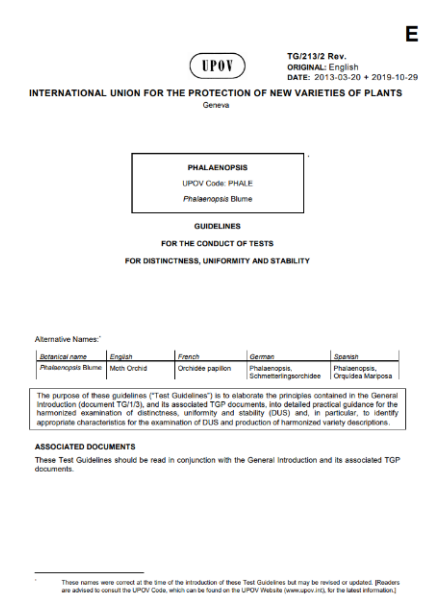 E
UPOV
TG/213/2 Rev.
ORIGINAL: English
DATE: 2013-03-20 + 2019-10-29
INTERNATIONAL UNION FOR THE PROTECTION OF NEW VARIETIES OF PLANTS
Geneva
*
PHALAENOPSIS
UPOV Code: PHALE
Phalaenopsis Blume
GUIDELINES
FOR THE CONDUCT OF TESTS
FOR DISTINCTNESS, UNIFORMITY AND STABILITY
Alternative Names:*
Botanical name English French German Spanish
Phalaenopsis Blume Moth Orchid Orchidée papillon Phalaenopsis, Phalaenopsis,
Schmetterlingsorchidee Orquídea Mariposa
The purpose of these guidelines ("Test Guidelines") is to elaborate the principles contained in the General
Introduction (document TG/1/3), and its associated TGP documents, into detailed practical guidance for the
harmonized examination of distinctness, uniformity and stability (DUS) and, in particular, to identify
appropriate characteristics for the examination of DUS and production of harmonized variety descriptions.
ASSOCIATED DOCUMENTS
These Test Guidelines should be read in conjunction with the General Introduction and its associated TGP
documents.
* These names were correct at the time of the introduction of these Test Guidelines but may be revised or updated. [Readers
are advised to consult the UPOV Code, which can be found on the UPOV Website (www.upov.int), for the latest information.]